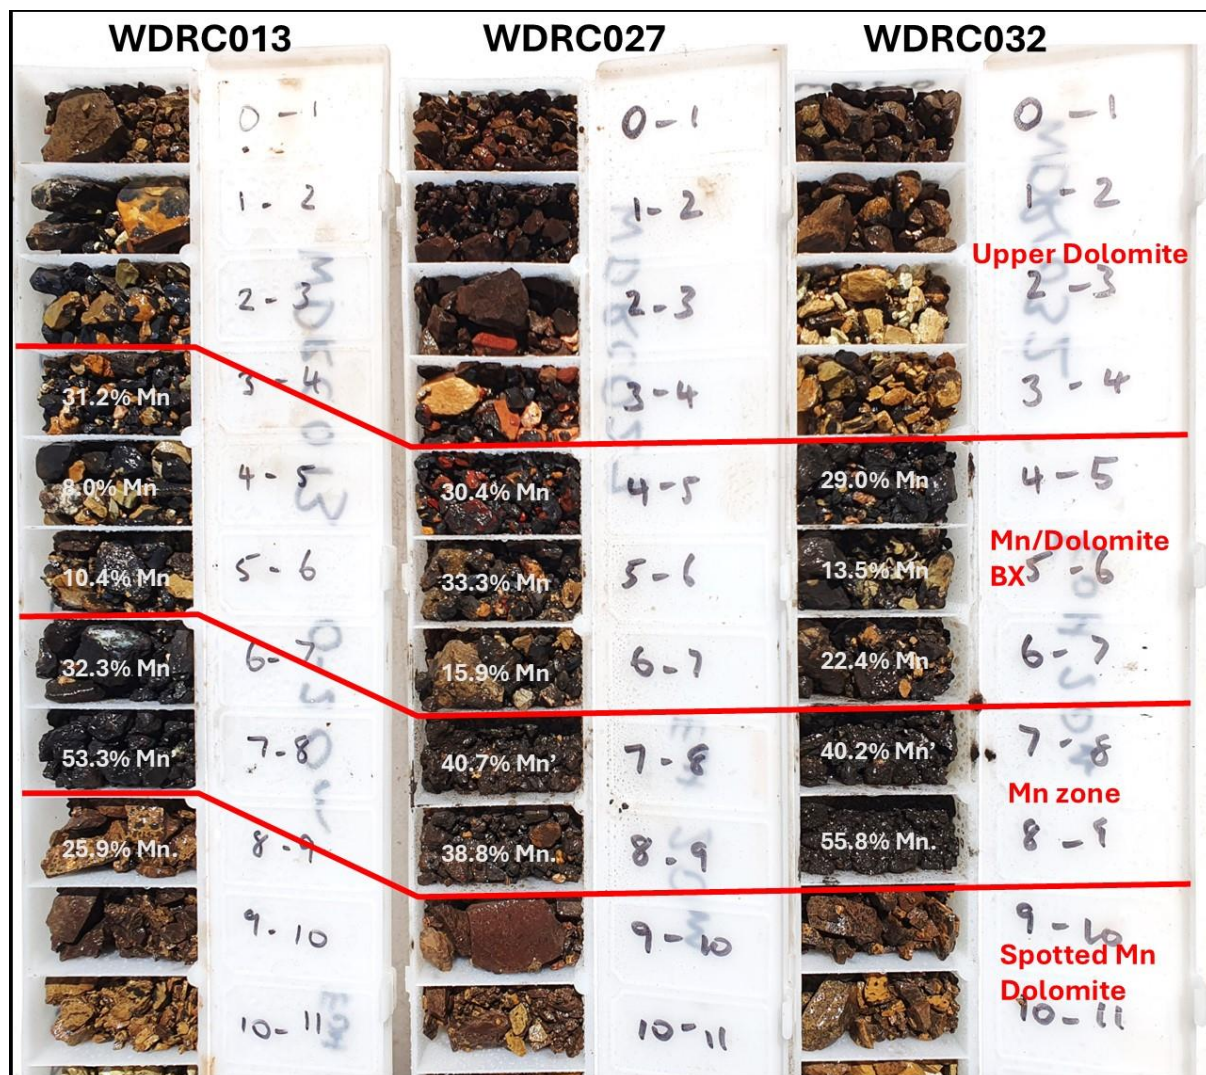 WDRC013
WDRC027
WDRC032
0-1
0-1
0-1
1-2
1-2
1-2
Upper Dolomite
2-3
2-3
2-3
31.2% Mn
3-4
3-4
3-4
8.0% Mn
4-5
30.4% Mn
4-5
29.0% Mn
4-5
Mn/Dolomite
BX
10.4% Mn
5-6
33.3% Mn
5-6
13.5% Mn
5-6
32.3% Mn
6-7
15.9% Mn
6-7
22.4% Mn
6-7
53.3% Mn'
7-8
40.7% Mn'
7-8
40.2% Mn'
7-8
Mn zone
25.9% Mn.
8-9
38.8% Mn.
8-9
55.8% Mn.
8-9
9-10
9-10
9-10
Spotted Mn
Dolomite
10-11
10-11
10-11